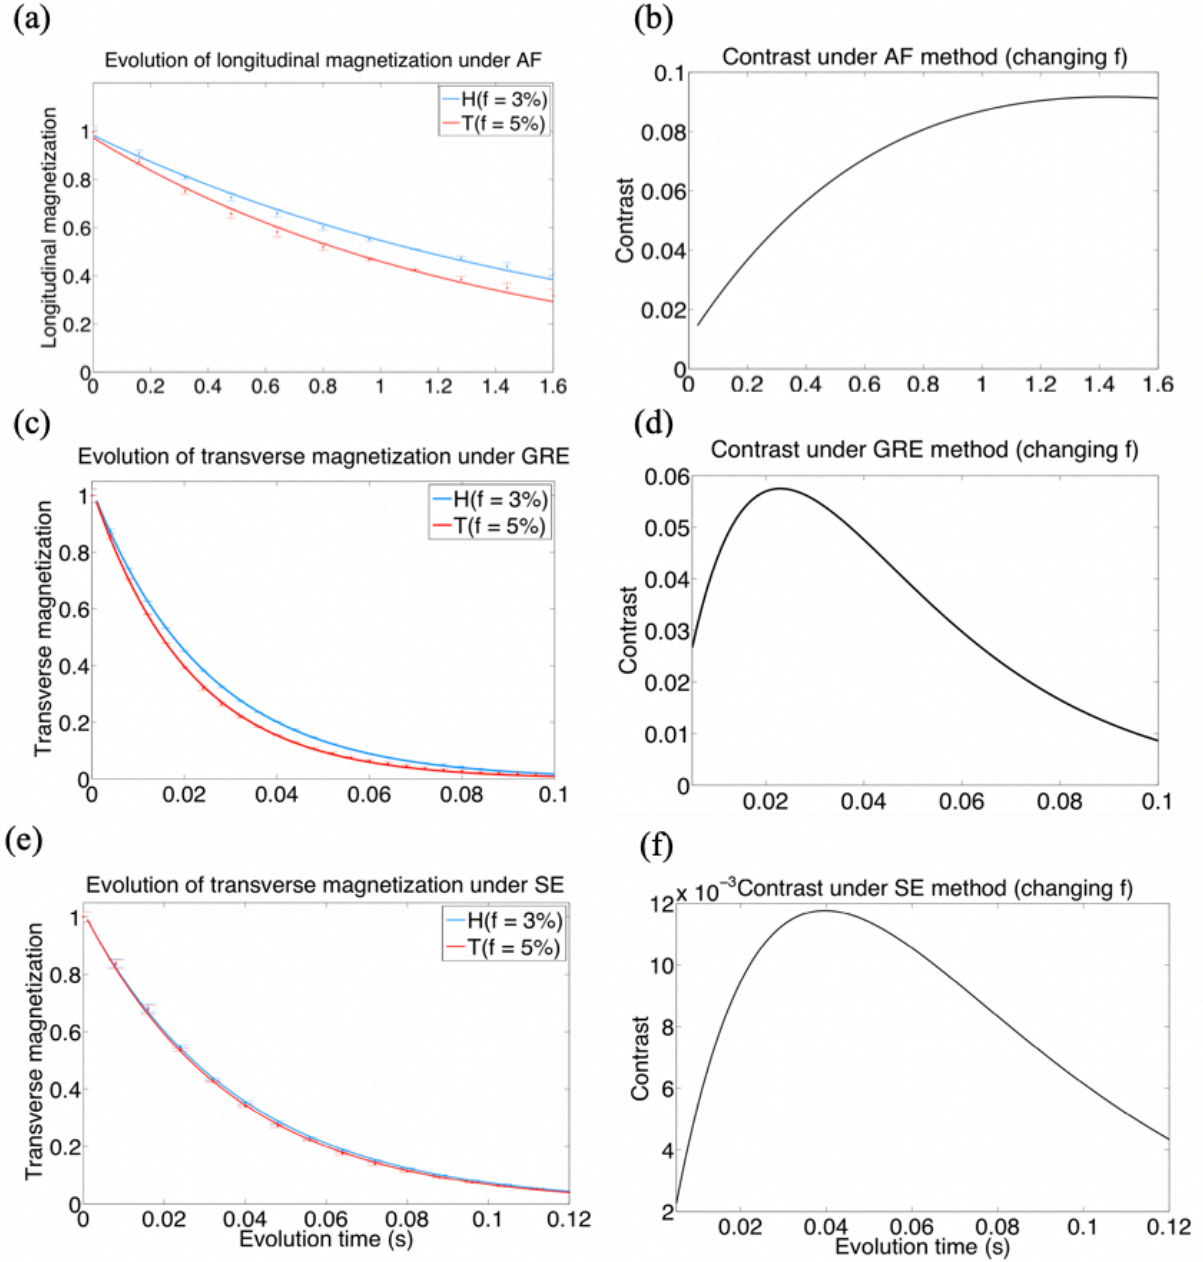 (a)
Evolution of longitudinal magnetization under AF
H(f = 3%)
T(f = 5%)
Longitudinal magnetization
1
0.8
0.6
0.4
0.2
0
0 0.2 0.4 0.6 0.8 1 1.2 1.4 1.6
(b)
Contrast under AF method (changing f)
Contrast
0.1
0.08
0.06
0.04
0.02
0
0 0.2 0.4 0.6 0.8 1 1.2 1.4 1.6
(c)
Evolution of transverse magnetization under GRE
H(f = 3%)
T(f = 5%)
Transverse magnetization
1
0.8
0.6
0.4
0.2
0
0 0.02 0.04 0.06 0.08 0.1
(d)
Contrast under GRE method (changing f)
Contrast
0.06
0.05
0.04
0.03
0.02
0.01
0
0.02 0.04 0.06 0.08 0.1
(e)
Evolution of transverse magnetization under SE
H(f = 3%)
T(f = 5%)
Transverse magnetization
1
0.8
0.6
0.4
0.2
0
0 0.02 0.04 0.06 0.08 0.1 0.12
Evolution time (s)
(f)
x 10⁻³ Contrast under SE method (changing f)
Contrast
12
10
8
6
4
2
0.02 0.04 0.06 0.08 0.1 0.12
Evolution time (s)